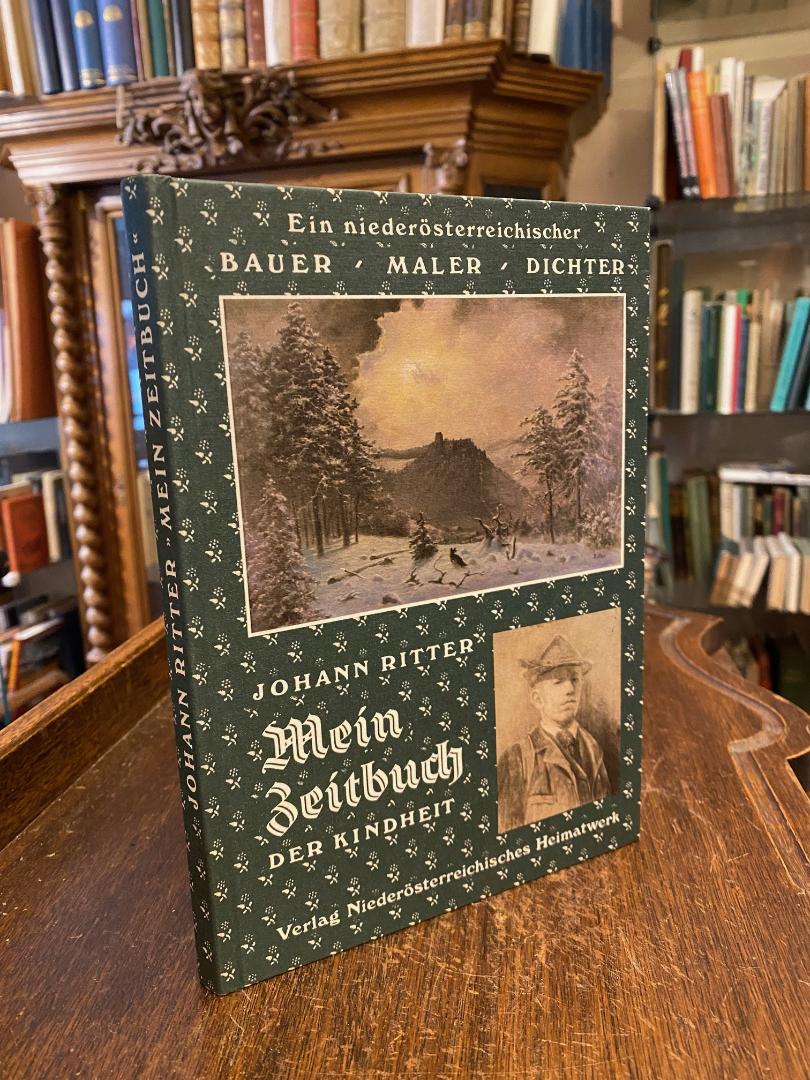 Ein niederösterreichischer
BAUER / MALER / DICHTER
JOHANN RITTER
Mein
Zeitbuch
DER KINDHEIT
Verlag Niederösterreichisches Heimatwerk
JOHANN RITTER „MEIN ZEITBUCH“